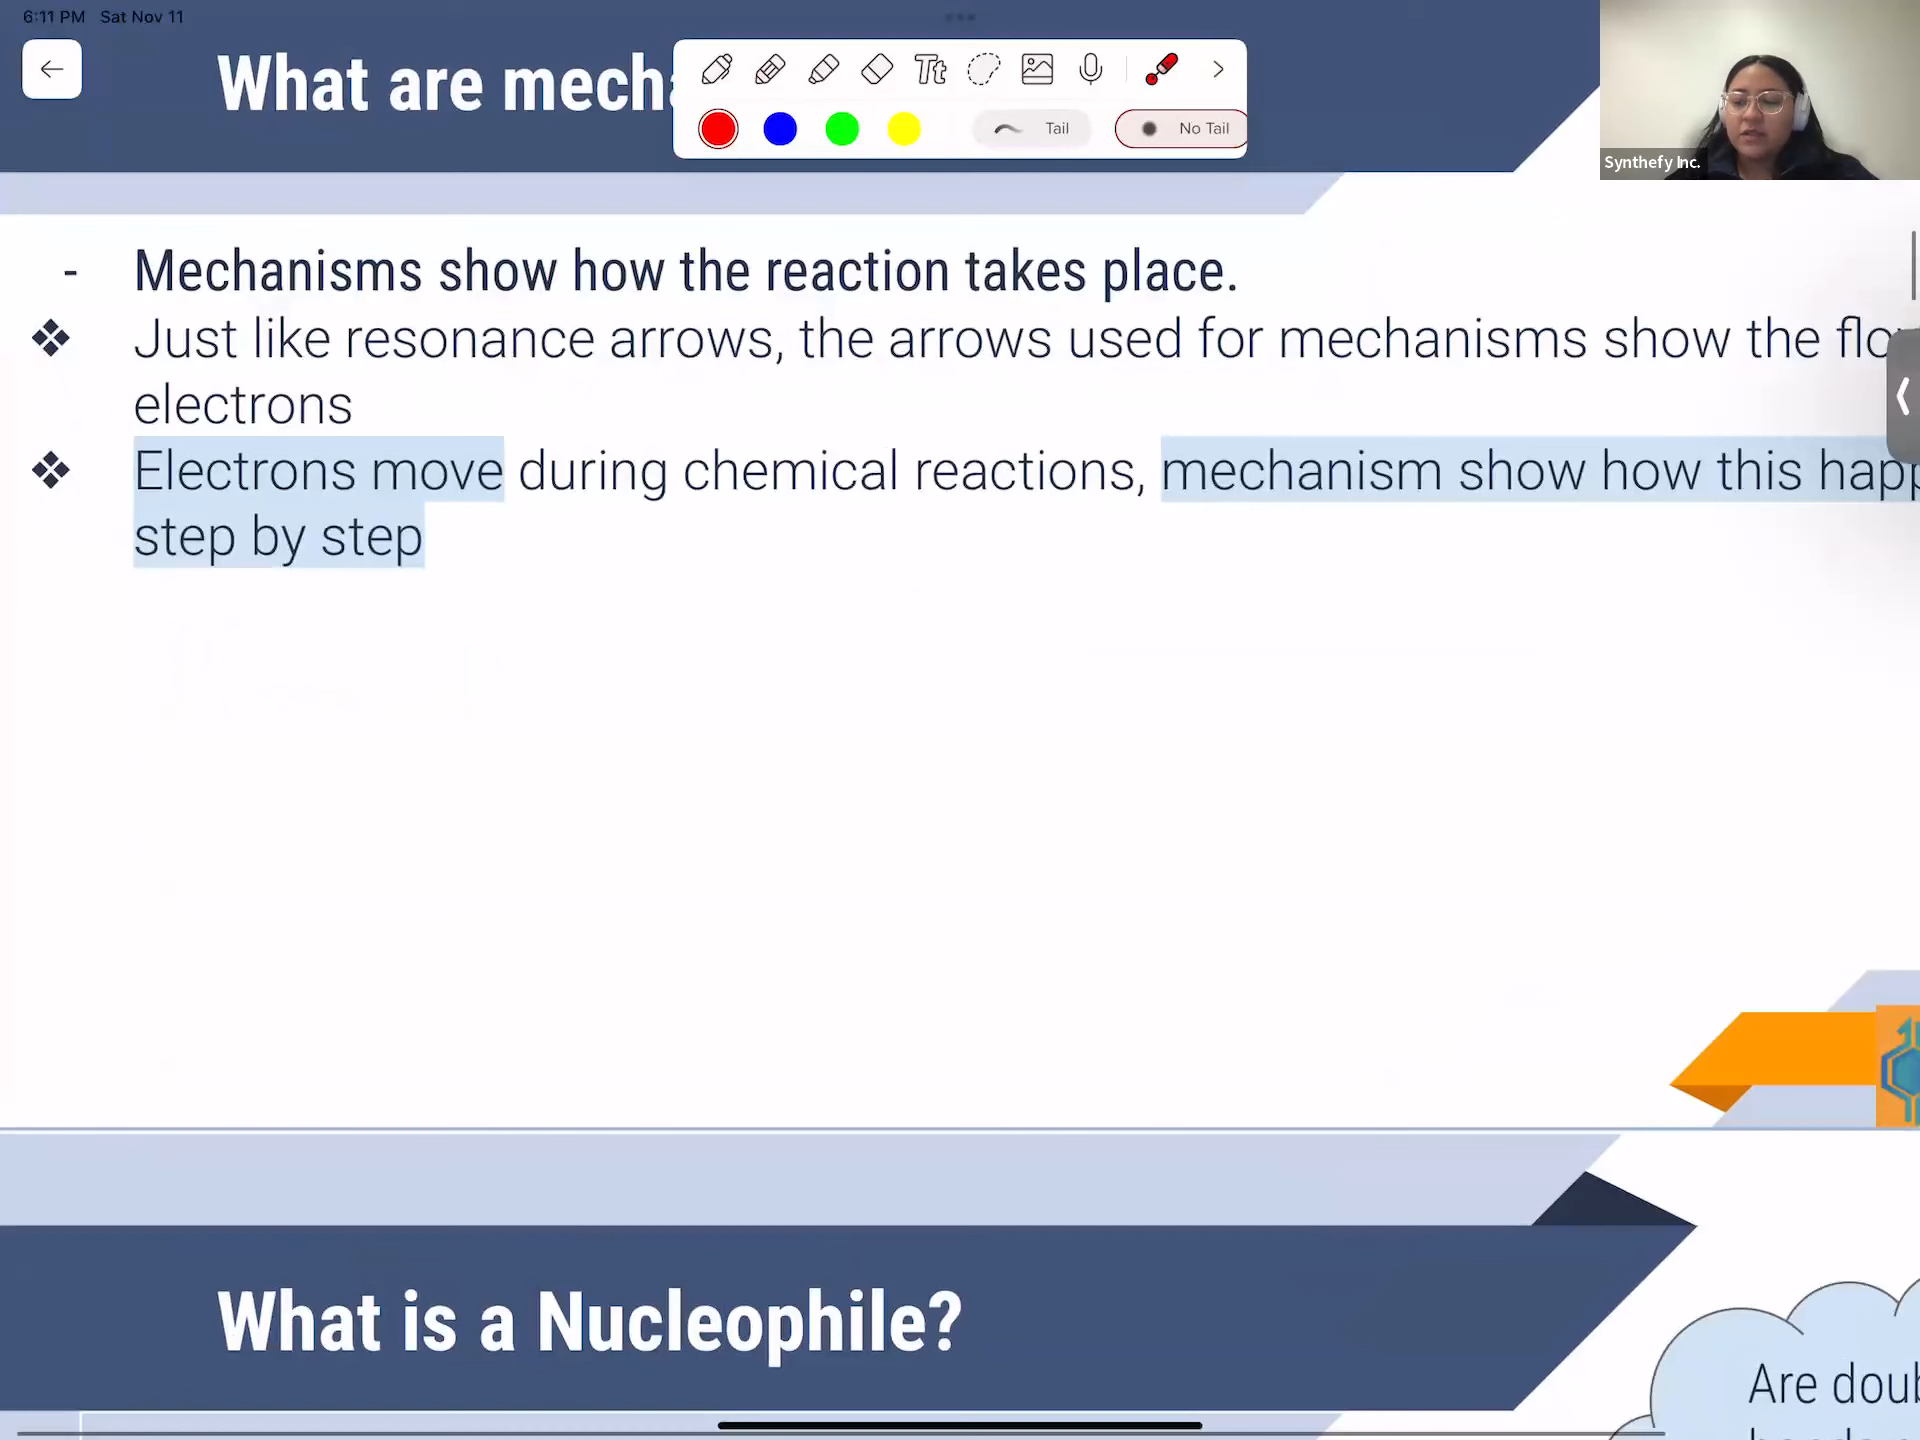 6:11 PM Sat Nov 11
What are mech
Tt
Tail
No Tail
Synthefy Inc.
- Mechanisms show how the reaction takes place.
❖ Just like resonance arrows, the arrows used for mechanisms show the flo
electrons
❖ Electrons move during chemical reactions, mechanism show how this happ
step by step
What is a Nucleophile?
Are doub